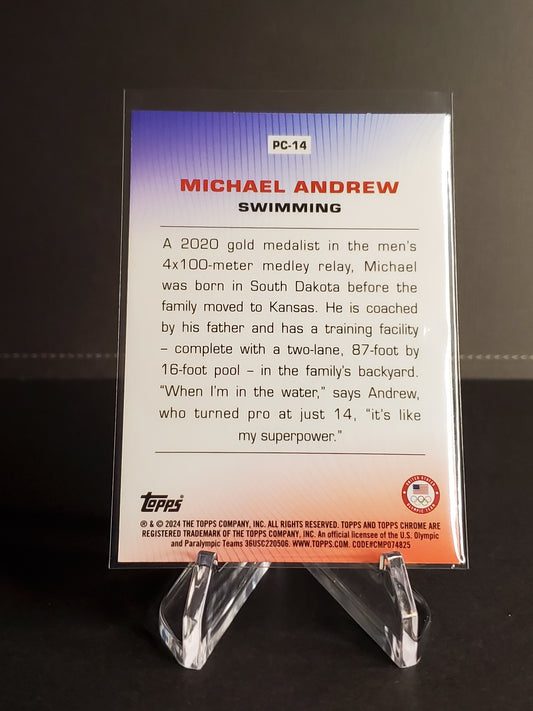 PC-14
MICHAEL ANDREW
SWIMMING
A 2020 gold medalist in the men's
4x100-meter medley relay, Michael
was born in South Dakota before the
family moved to Kansas. He is coached
by his father and has a training facility
– complete with a two-lane, 87-foot by
16-foot pool – in the family's backyard.
"When I'm in the water," says Andrew,
who turned pro at just 14, "it's like
my superpower."
Topps
® & © 2024 THE TOPPS COMPANY, INC. ALL RIGHTS RESERVED. TOPPS AND TOPPS CHROME ARE
REGISTERED TRADEMARK OF THE TOPPS COMPANY, INC. An official licensee of the U.S. Olympic
and Paralympic Teams 36USC220506. WWW.TOPPS.COM. CODE#CMP074825